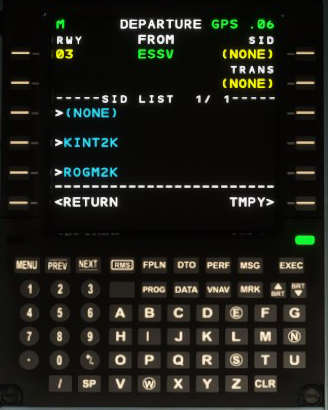 M DEPARTURE GPS .06
RWY FROM SID
03 ESSV (NONE)
TRANS
(NONE)
-----SID LIST 1/ 1-----
>(NONE)
>KINT2K
>ROGM2K
<RETURN TMPY>
MENU PREV NEXT RMS FPLN DTO PERF MSG EXEC
1 2 3 PROG DATA VNAV MRK ▲ BRT BRT ▼
4 5 6 A B C D E F G
7 8 9 H I J K L M N
· 0 O P Q R S T U
/ SP V W X Y Z CLR